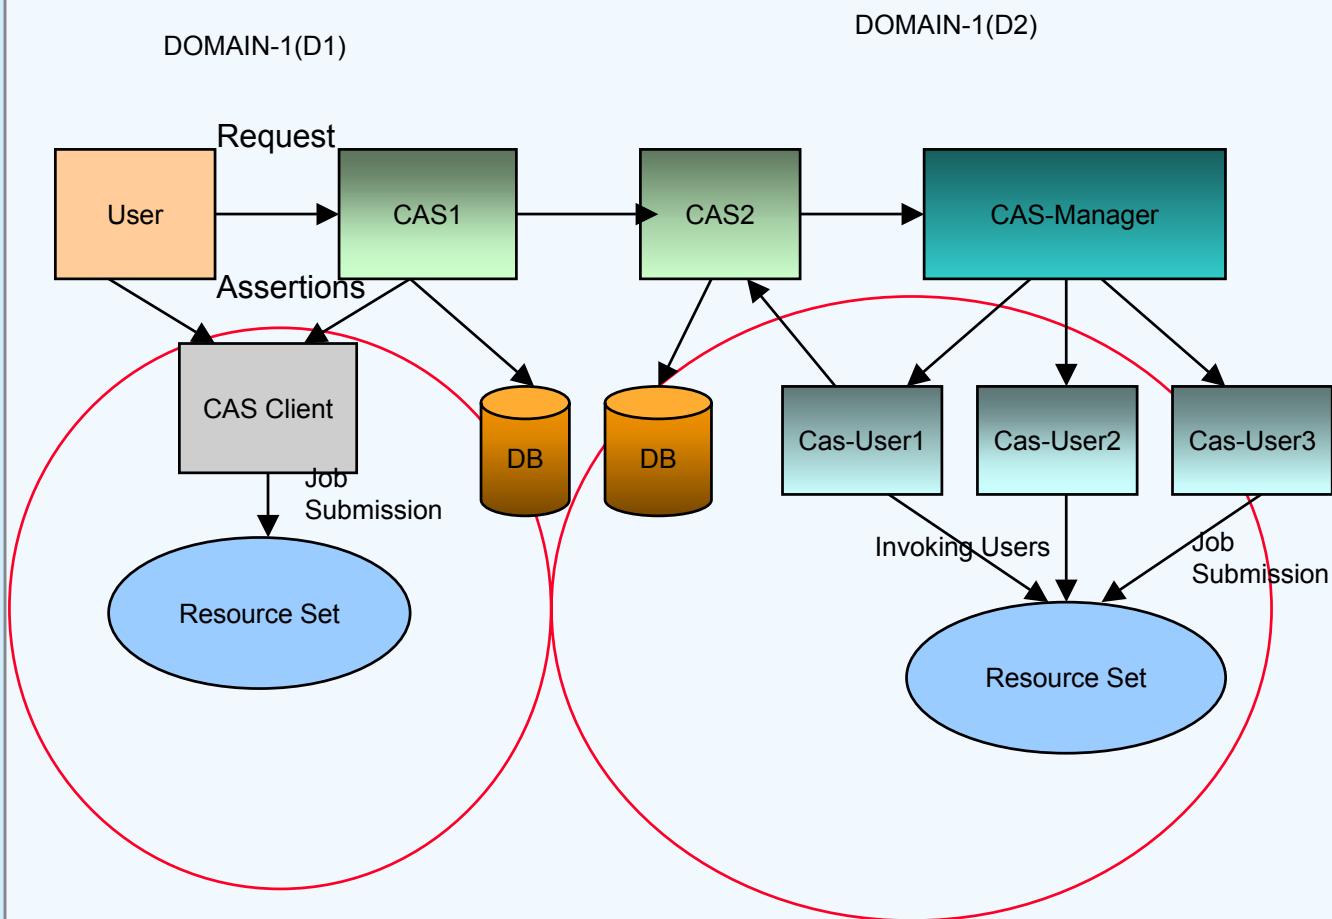 DOMAIN-1(D1)
DOMAIN-1(D2)
Request
User
CAS1
CAS2
CAS-Manager
Assertions
CAS Client
DB
DB
Cas-User1
Cas-User2
Cas-User3
Job
Submission
Invoking Users
Job
Submission
Resource Set
Resource Set